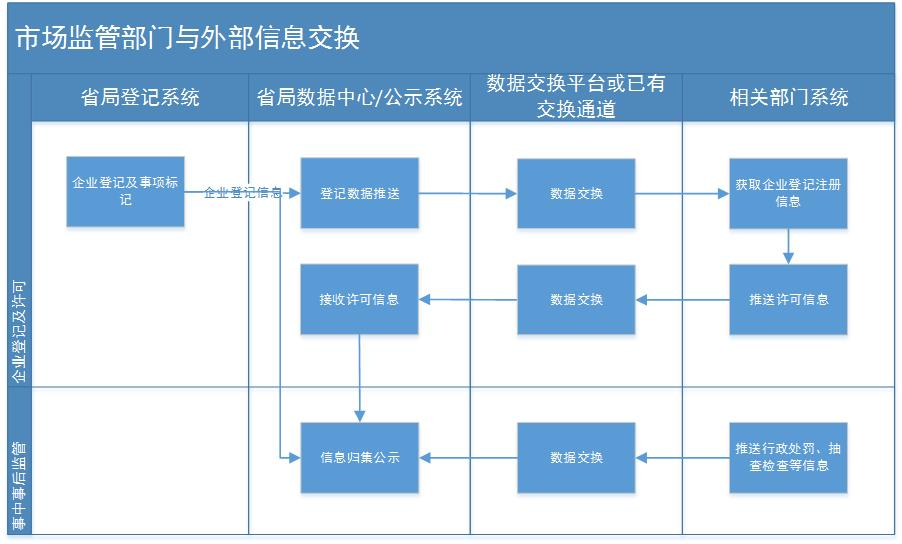 市场监管部门与外部信息交换
省局登记系统
省局数据中心/公示系统
数据交换平台或已有
交换通道
相关部门系统
企业登记及许可
企业登记及事项标
记
企业登记信息
登记数据推送
数据交换
获取企业登记注册
信息
接收许可信息
数据交换
推送许可信息
事中事后监管
信息归集公示
数据交换
推送行政处罚、抽
查检查等信息